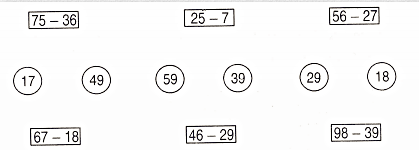 75 – 36 25 – 7 56 – 27
17 49 59 39 29 18
67 – 18 46 – 29 98 – 39